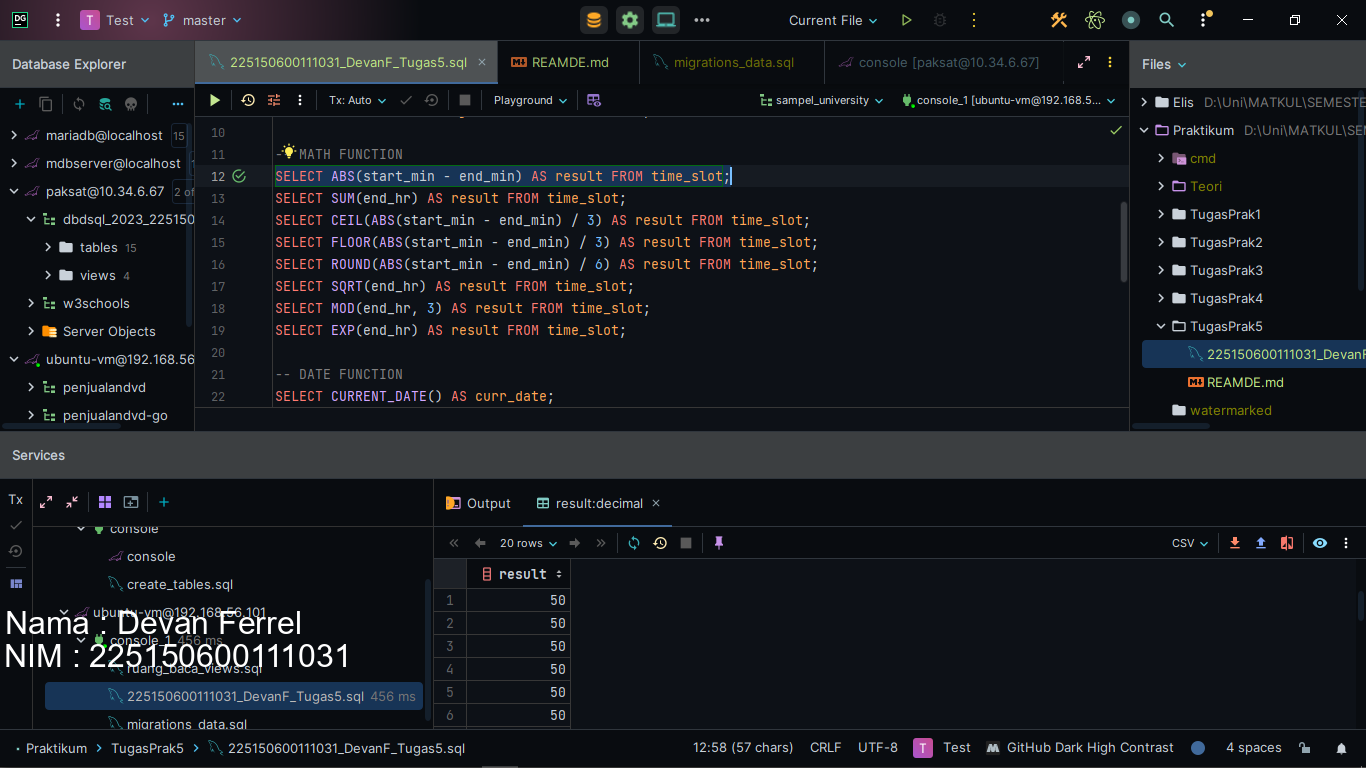 DG
T Test
master
Current File
Database Explorer
225150600111031_DevanF_Tugas5.sql
REAMDE.md
migrations_data.sql
console [paksat@10.34.6.67]
Files
Tx: Auto
Playground
sampel_university
console_1 [ubuntu-vm@192.168.5...
mariadb@localhost 15
mdbserver@localhost
paksat@10.34.6.67 2 of
dbdsql_2023_225150
tables 15
views 4
w3schools
Server Objects
ubuntu-vm@192.168.56
penjualandvd
penjualandvd-go
10
11 - MATH FUNCTION
12 SELECT ABS(start_min - end_min) AS result FROM time_slot;
13 SELECT SUM(end_hr) AS result FROM time_slot;
14 SELECT CEIL(ABS(start_min - end_min) / 3) AS result FROM time_slot;
15 SELECT FLOOR(ABS(start_min - end_min) / 3) AS result FROM time_slot;
16 SELECT ROUND(ABS(start_min - end_min) / 6) AS result FROM time_slot;
17 SELECT SQRT(end_hr) AS result FROM time_slot;
18 SELECT MOD(end_hr, 3) AS result FROM time_slot;
19 SELECT EXP(end_hr) AS result FROM time_slot;
20
21 -- DATE FUNCTION
22 SELECT CURRENT_DATE() AS curr_date;
Elis D:\Uni\MATKUL\SEMESTE
Praktikum D:\Uni\MATKUL\SEM
cmd
Teori
TugasPrak1
TugasPrak2
TugasPrak3
TugasPrak4
TugasPrak5
225150600111031_DevanF
REAMDE.md
watermarked
Services
Tx
console
console
create_tables.sql
ubuntu-vm@192.168.56.101
console_1 456 ms
ruang_baca_views.sql
225150600111031_DevanF_Tugas5.sql 456 ms
migrations_data.sql
Nama : Devan Ferrel
NIM : 225150600111031
Output
result:decimal
20 rows
CSV
result
1 50
2 50
3 50
4 50
5 50
6 50
Praktikum
TugasPrak5
225150600111031_DevanF_Tugas5.sql
12:58 (57 chars)
CRLF
UTF-8
T Test
GitHub Dark High Contrast
4 spaces